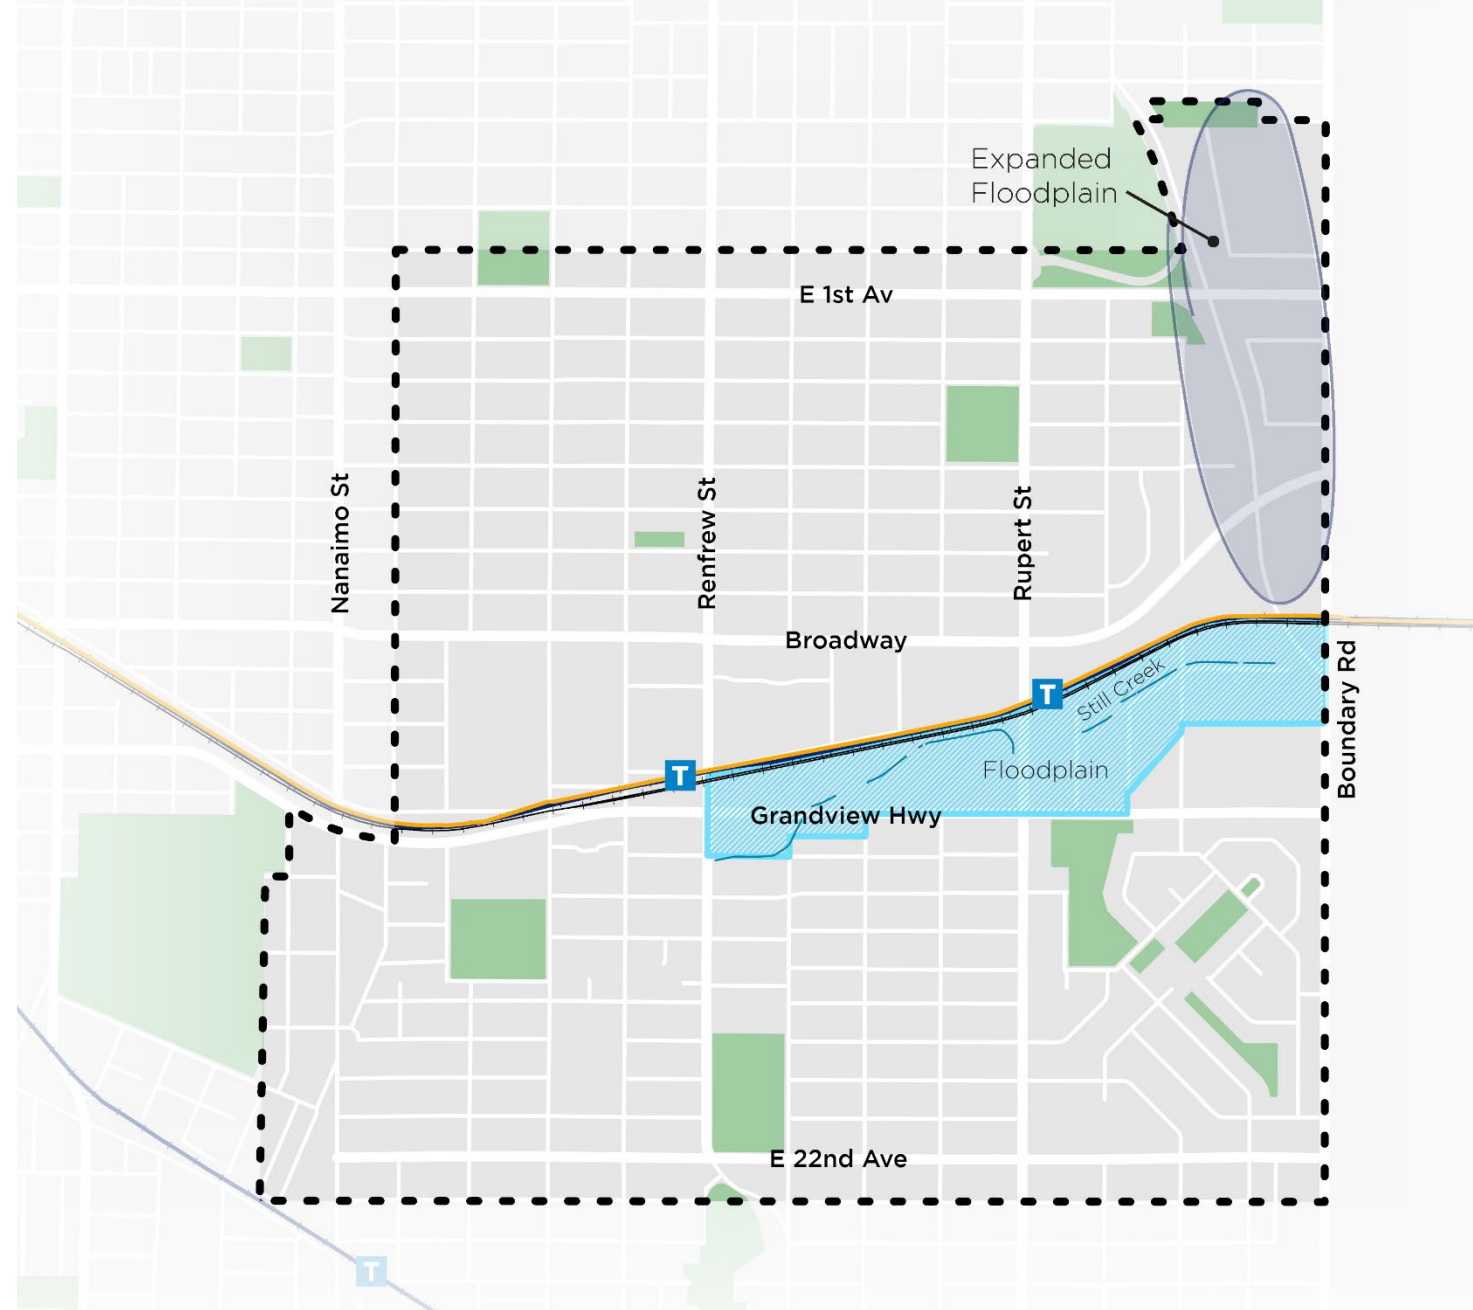 Expanded
Floodplain
E 1st Av
Nanaimo St
Renfrew St
Rupert St
Broadway
Boundary Rd
T
Still Creek
T
Floodplain
Grandview Hwy
E 22nd Ave
T